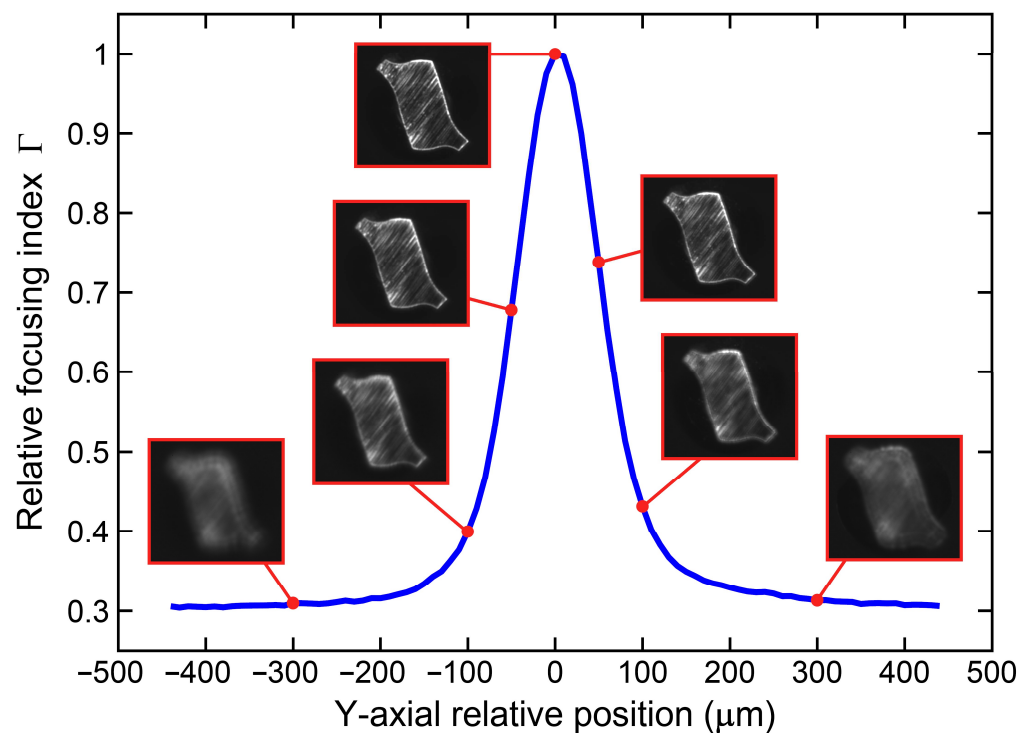 Relative focusing index Γ
1
0.9
0.8
0.7
0.6
0.5
0.4
0.3
−500 −400 −300 −200 −100 0 100 200 300 400 500
Y-axial relative position (μm)